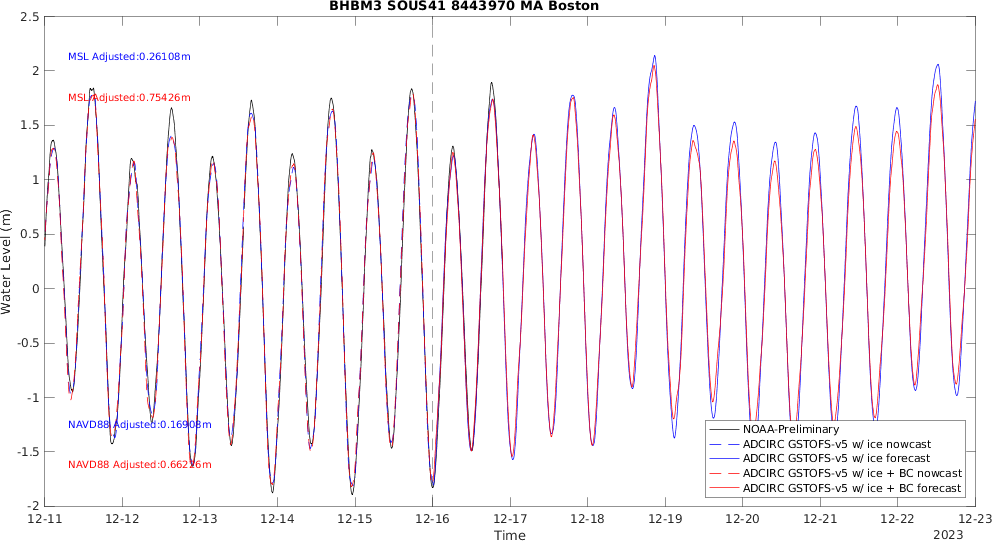 BHBM3 SOUS41 8443970 MA Boston
2.5
2
1.5
1
0.5
0
-0.5
-1
-1.5
-2
Water Level (m)
MSL Adjusted:0.26108m
MSL Adjusted:0.75426m
NAVD88 Adjusted:0.16908m
NAVD88 Adjusted:0.66226m
NOAA-Preliminary
ADCIRC GSTOFS-v5 w/ ice nowcast
ADCIRC GSTOFS-v5 w/ ice forecast
ADCIRC GSTOFS-v5 w/ ice + BC nowcast
ADCIRC GSTOFS-v5 w/ ice + BC forecast
12-11 12-12 12-13 12-14 12-15 12-16 12-17 12-18 12-19 12-20 12-21 12-22 12-23
Time
2023